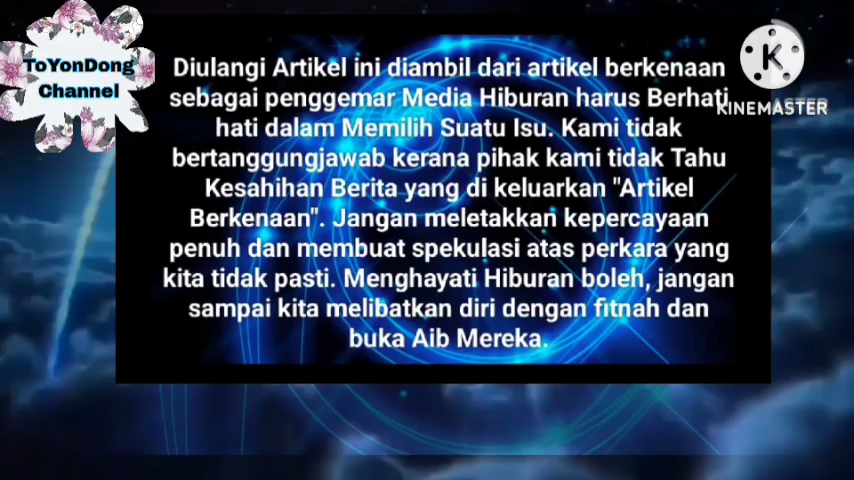 ToYonDong
Channel
KINEMASTER
Diulangi Artikel ini diambil dari artikel berkenaan
sebagai penggemar Media Hiburan harus Berhati
hati dalam Memilih Suatu Isu. Kami tidak
bertanggungjawab kerana pihak kami tidak Tahu
Kesahihan Berita yang di keluarkan "Artikel
Berkenaan". Jangan meletakkan kepercayaan
penuh dan membuat spekulasi atas perkara yang
kita tidak pasti. Menghayati Hiburan boleh, jangan
sampai kita melibatkan diri dengan fitnah dan
buka Aib Mereka.